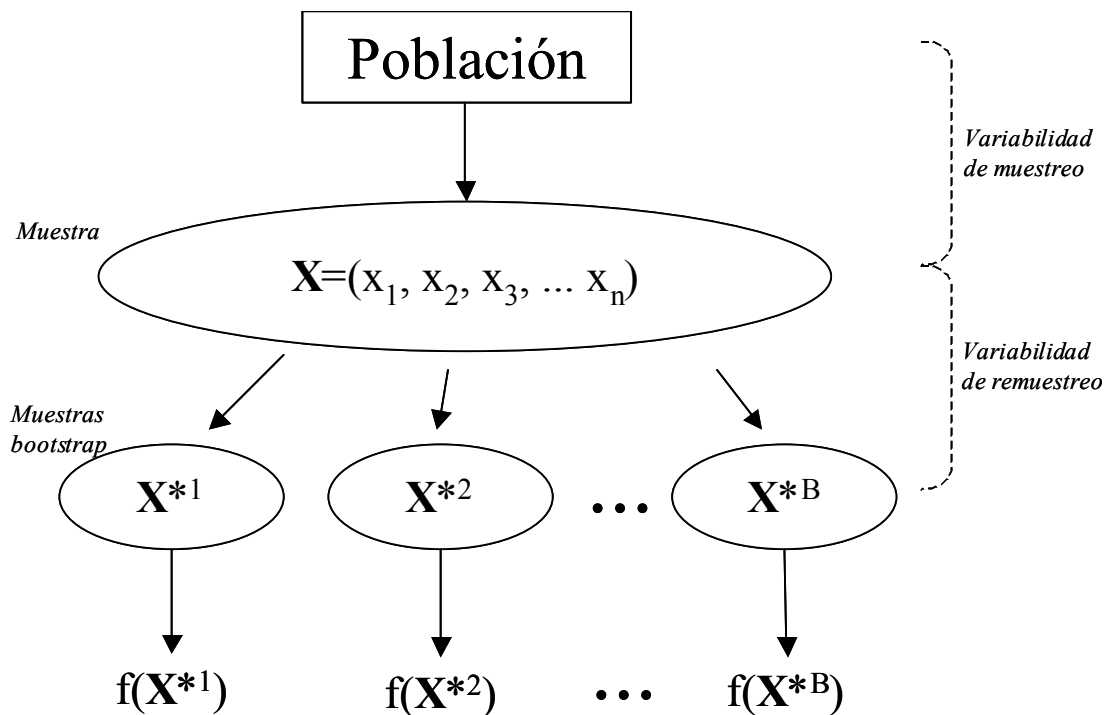 Población
Variabilidad
de muestreo
Muestra
X=(x₁, x₂, x₃, ... xₙ)
Variabilidad
de remuestreo
Muestras
bootstrap
X*¹ X*² ... X*ᴮ
f(X*¹) f(X*²) ... f(X*ᴮ)